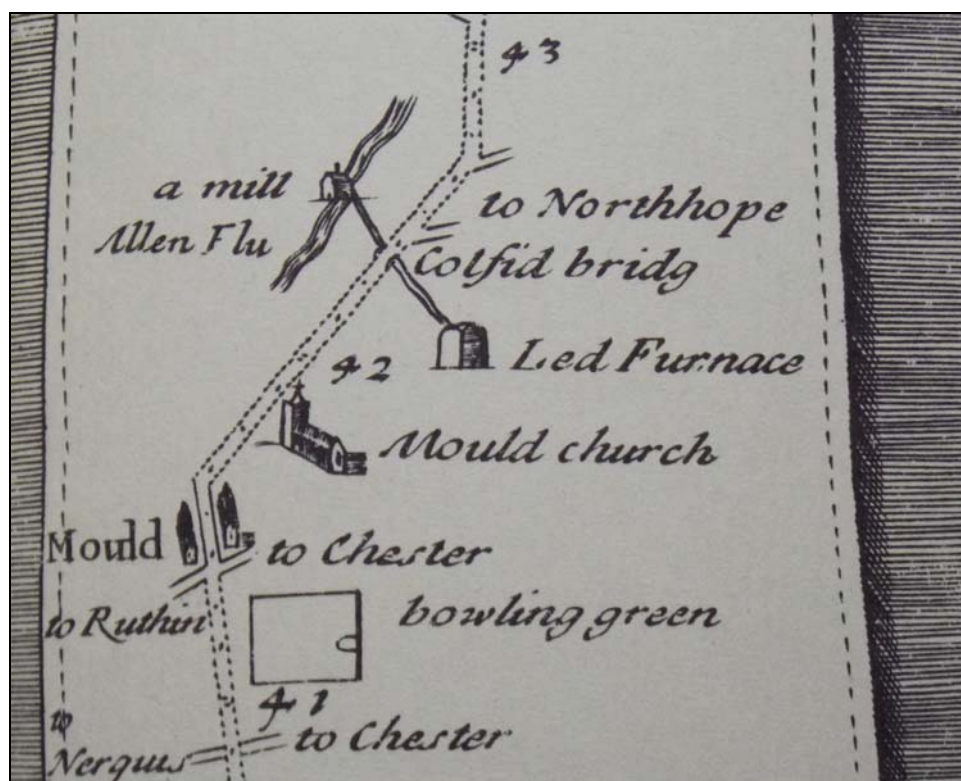 43
a mill
to Northhope
Allen Flu
Colfid bridg
Led Furnace
42
Mould church
Mould
to Chester
to Ruthin
bowling green
41
to
Nerquis
to Chester